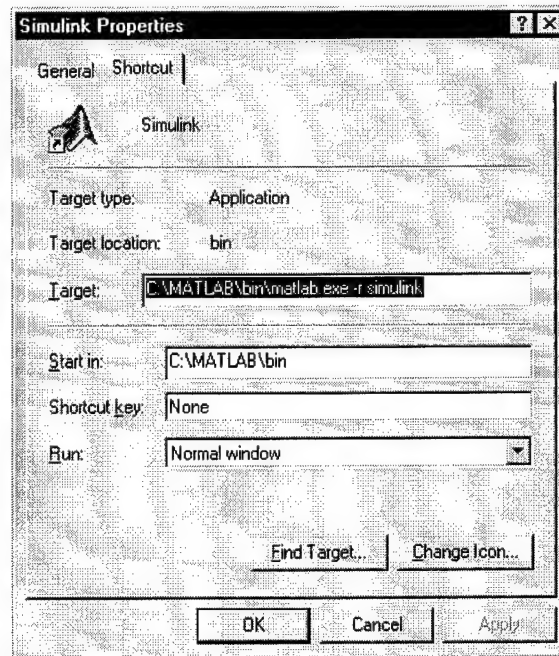 Simulink Properties ? ×
General Shortcut
Simulink
Target type: Application
Target location: bin
Target: C:\MATLAB\bin\matlab.exe -r simulink
Start in: C:\MATLAB\bin
Shortcut key: None
Run: Normal window
Find Target... Change Icon...
OK Cancel Apply